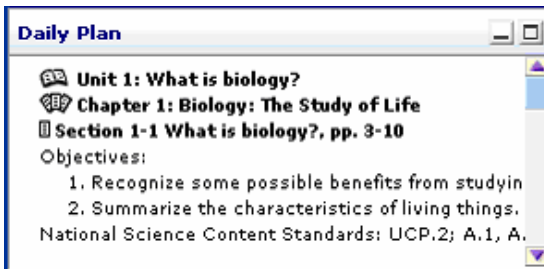 Daily Plan
Unit 1: What is biology?
Chapter 1: Biology: The Study of Life
Section 1-1 What is biology?, pp. 3-10
Objectives:
1. Recognize some possible benefits from studyin
2. Summarize the characteristics of living things.
National Science Content Standards: UCP.2; A.1, A.